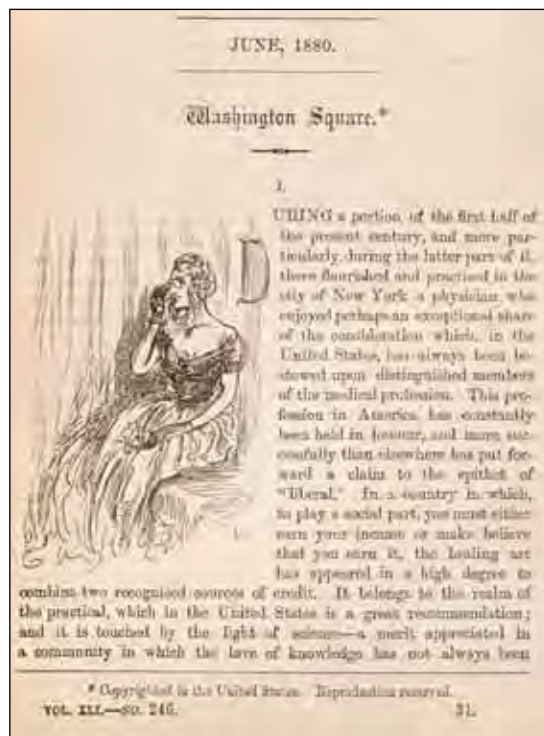 JUNE, 1880.
Washington Square.*
I.
DURING a portion of the first half of
the present century, and more par-
ticularly during the latter part of it,
there flourished and practised in the
city of New York a physician who
enjoyed perhaps an exceptional share
of the consideration which, in the
United States, has always been be-
stowed upon distinguished members
of the medical profession. This pro-
fession in America has constantly
been held in honour, and more suc-
cessfully than elsewhere has put for-
ward a claim to the epithet of
"liberal." In a country in which,
to play a social part, you must either
earn your income or make believe
that you earn it, the healing art
has appeared in a high degree to
combine two recognised sources of credit. It belongs to the realm of
the practical, which in the United States is a great recommendation;
and it is touched by the light of science—a merit appreciated in
a community in which the love of knowledge has not always been
* Copyrighted in the United States. Reproduction reserved.
VOL. XLI.—NO. 246. 31.